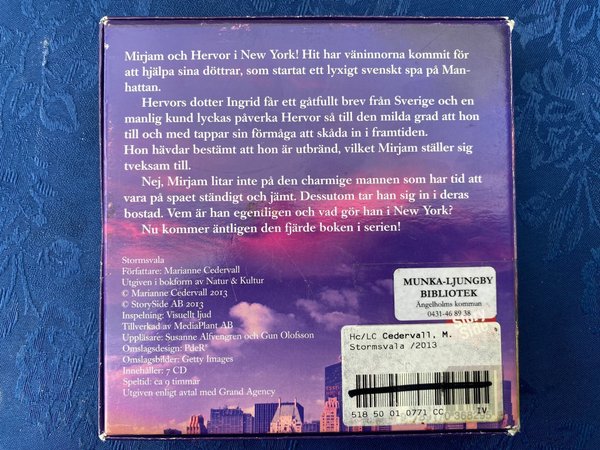 Mirjam och Hervor i New York! Hit har väninnorna kommit för
att hjälpa sina döttrar, som startat ett lyxigt svenskt spa på Man-
hattan.
Hervors dotter Ingrid får ett gåtfullt brev från Sverige och en
manlig kund lyckas påverka Hervor så till den milda grad att hon
till och med tappar sin förmåga att skåda in i framtiden.
Hon hävdar bestämt att hon är utbränd, vilket Mirjam ställer sig
tveksam till.
Nej, Mirjam litar inte på den charmige mannen som har tid att
vara på spaet ständigt och jämt. Dessutom tar han sig in i deras
bostad. Vem är han egentligen och vad gör han i New York?
Nu kommer äntligen den fjärde boken i serien!
Stormsvala
Författare: Marianne Cedervall
Utgiven i bokform av Natur & Kultur
© Marianne Cedervall 2013
© StorySide AB 2013
Inspelning: Visuellt ljud
Tillverkad av MediaPlant AB
Uppläsare: Susanne Alfvengren och Gun Olofsson
Omslagsdesign: PdeR
Omslagsbilder: Getty Images
Innehåller: 7 CD
Speltid: ca 9 timmar
Utgiven enligt avtal med Grand Agency
MUNKA-LJUNGBY
BIBLIOTEK
Ängelholms kommun
0431-46 89 38
Hc/LC Cedervall, M.
Stormsvala /2013
518 50 01 0771 CC IV